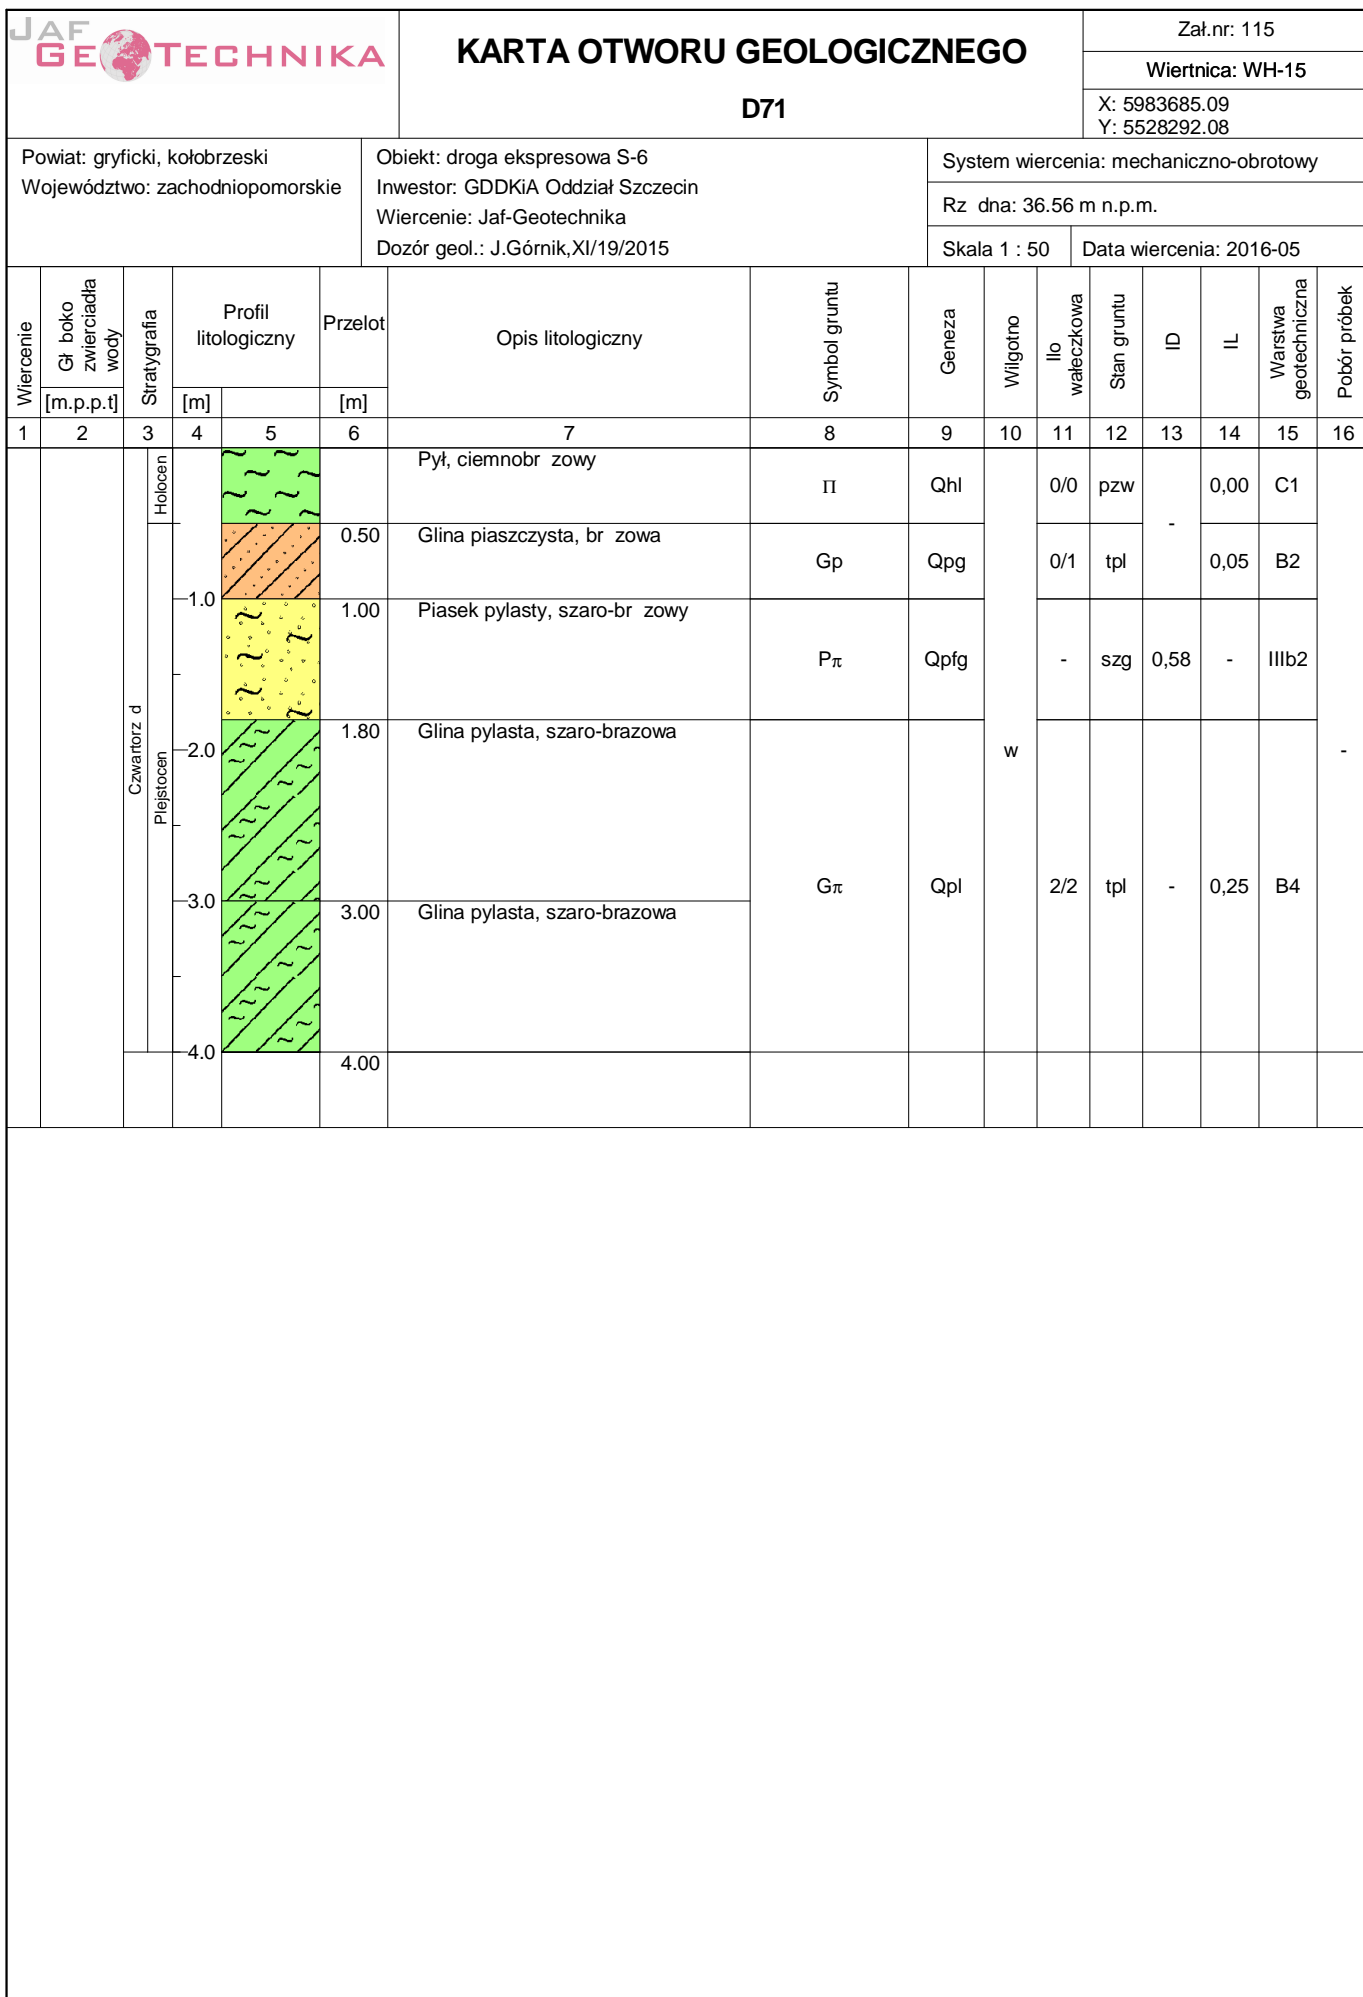 JAF
GEOTECHNIKA
KARTA OTWORU GEOLOGICZNEGO
D71
Zał.nr: 115
Wiertnica: WH-15
X: 5983685.09
Y: 5528292.08
Powiat: gryficki, kołobrzeski
Województwo: zachodniopomorskie
Obiekt: droga ekspresowa S-6
Inwestor: GDDKiA Oddział Szczecin
Wiercenie: Jaf-Geotechnika
Dozór geol.: J.Górnik,XI/19/2015
System wiercenia: mechaniczno-obrotowy
Rz dna: 36.56 m n.p.m.
Skala 1 : 50
Data wiercenia: 2016-05
Wiercenie
Gł boko
zwierciadła
wody
[m.p.p.t]
Stratygrafia
Profil
litologiczny
[m]
Przelot
[m]
Opis litologiczny
Symbol gruntu
Geneza
Wilgotno
Ilo
wałeczkowa
Stan gruntu
ID
IL
Warstwa
geotechniczna
Pobór próbek
1 2 3 4 5 6 7 8 9 10 11 12 13 14 15 16
Czwartorz d
Holocen
Plejstocen
Pył, ciemnobr zowy
Π Qhl 0/0 pzw 0,00 C1
-
0.50 Glina piaszczysta, br zowa
Gp Qpg 0/1 tpl 0,05 B2
1.0
1.00 Piasek pylasty, szaro-br zowy
Pπ Qpfg - szg 0,58 - IIIb2
1.80 Glina pylasta, szaro-brazowa
2.0
w
-
Gπ Qpl 2/2 tpl - 0,25 B4
3.0
3.00 Glina pylasta, szaro-brazowa
4.0
4.00